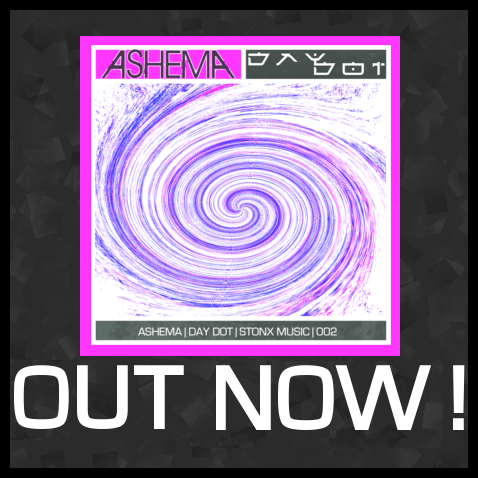 ASHEMA
DAY
DOT
ASHEMA | DAY DOT | STONX MUSIC | 002
OUT NOW!